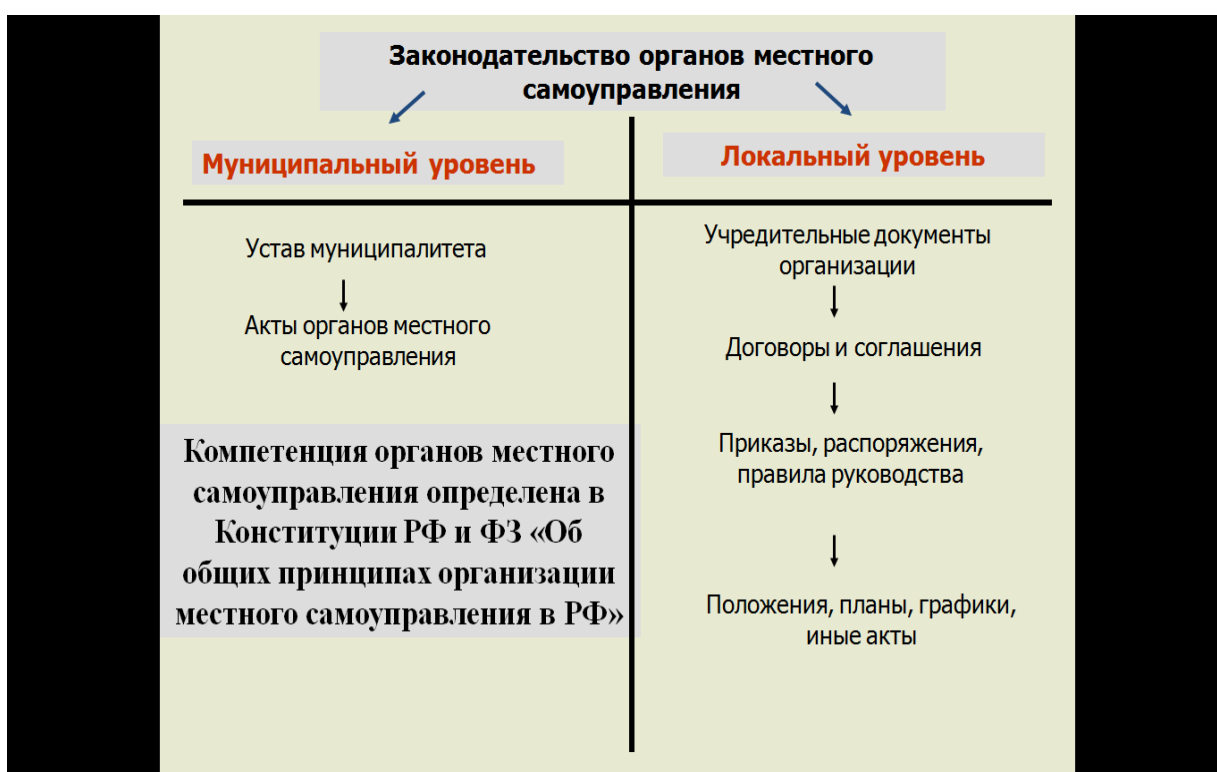 Законодательство органов местного
самоуправления
Муниципальный уровень
Устав муниципалитета
Акты органов местного
самоуправления
Компетенция органов местного
самоуправления определена в
Конституции РФ и ФЗ «Об
общих принципах организации
местного самоуправления в РФ»
Локальный уровень
Учредительные документы
организации
Договоры и соглашения
Приказы, распоряжения,
правила руководства
Положения, планы, графики,
иные акты